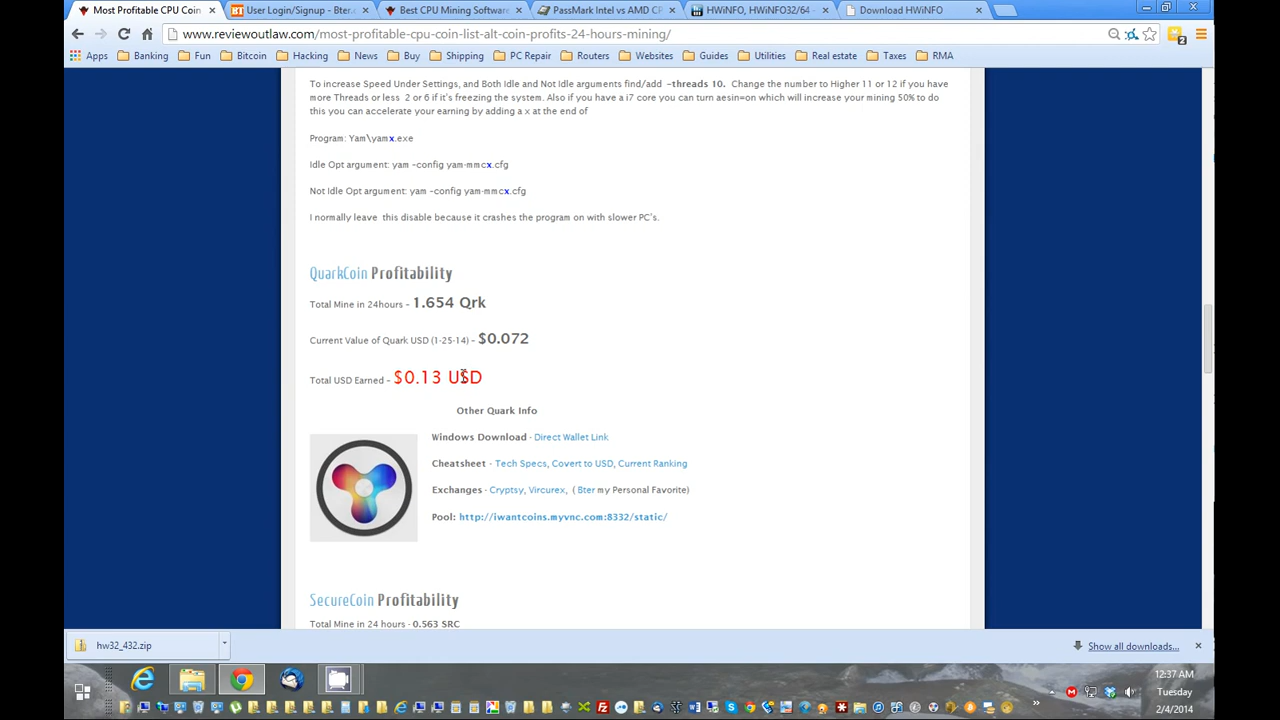 Most Profitable CPU Coin
User Login/Signup - Bter.c
Best CPU Mining Software
PassMark Intel vs AMD CP
HWiNFO, HWiNFO32/64 -
Download HWiNFO
www.reviewoutlaw.com/most-profitable-cpu-coin-list-alt-coin-profits-24-hours-mining/
2
Apps Banking Fun Bitcoin Hacking News Buy Shipping PC Repair Routers Websites Guides Utilities Real estate Taxes RMA
To increase Speed Under Settings, and Both Idle and Not Idle arguments find/add –threads 10. Change the number to Higher 11 or 12 if you have
more Threads or less 2 or 6 if it's freezing the system. Also if you have a i7 core you can turn aesin=on which will increase your mining 50% to do
this you can accelerate your earning by adding a x at the end of
Program: Yam\yamx.exe
Idle Opt argument: yam –config yam-mmcx.cfg
Not Idle Opt argument: yam –config yam-mmcx.cfg
I normally leave this disable because it crashes the program on with slower PC's.
QuarkCoin Profitability
Total Mine in 24hours – 1.654 Qrk
Current Value of Quark USD (1-25-14) – $0.072
Total USD Earned – $0.13 USD
Other Quark Info
Windows Download - Direct Wallet Link
Cheatsheet - Tech Specs, Covert to USD, Current Ranking
Exchanges - Cryptsy, Vircurex, ( Bter my Personal Favorite)
Pool: http://iwantcoins.myvnc.com:8332/static/
SecureCoin Profitability
Total Mine in 24 hours - 0.563 SRC
hw32_432.zip
Show all downloads...
12:37 AM
Tuesday
2/4/2014